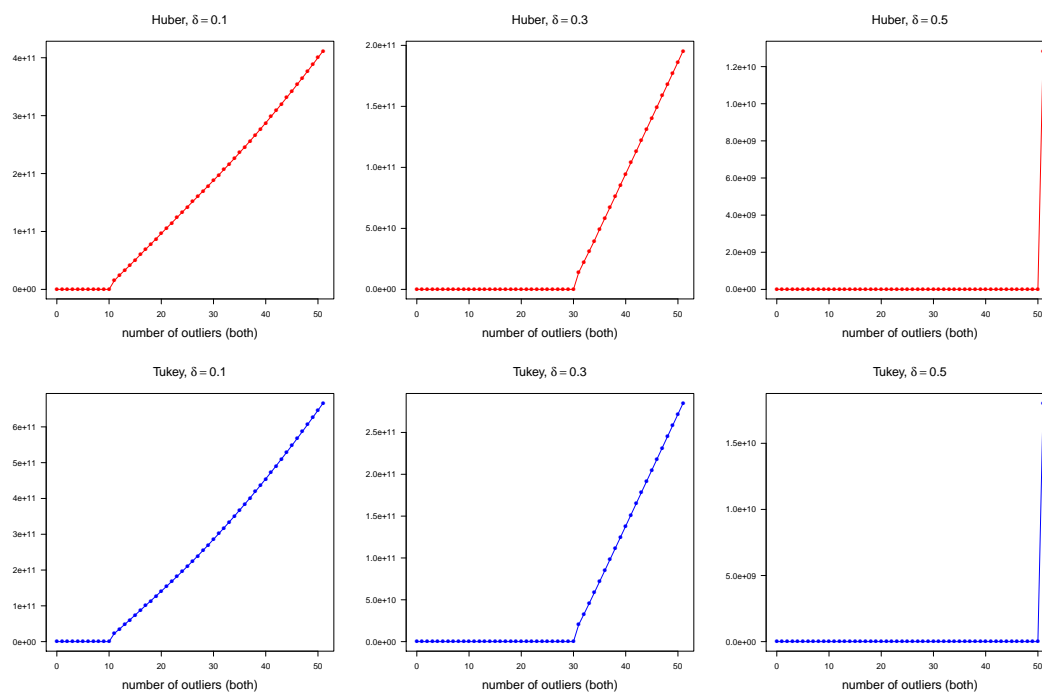 Huber, δ = 0.1
4e+11
3e+11
2e+11
1e+11
0e+00
0 10 20 30 40 50
number of outliers (both)
Huber, δ = 0.3
2.0e+11
1.5e+11
1.0e+11
5.0e+10
0.0e+00
0 10 20 30 40 50
number of outliers (both)
Huber, δ = 0.5
1.2e+10
1.0e+10
8.0e+09
6.0e+09
4.0e+09
2.0e+09
0.0e+00
0 10 20 30 40 50
number of outliers (both)
Tukey, δ = 0.1
6e+11
5e+11
4e+11
3e+11
2e+11
1e+11
0e+00
0 10 20 30 40 50
number of outliers (both)
Tukey, δ = 0.3
2.5e+11
2.0e+11
1.5e+11
1.0e+11
5.0e+10
0.0e+00
0 10 20 30 40 50
number of outliers (both)
Tukey, δ = 0.5
1.5e+10
1.0e+10
5.0e+09
0.0e+00
0 10 20 30 40 50
number of outliers (both)